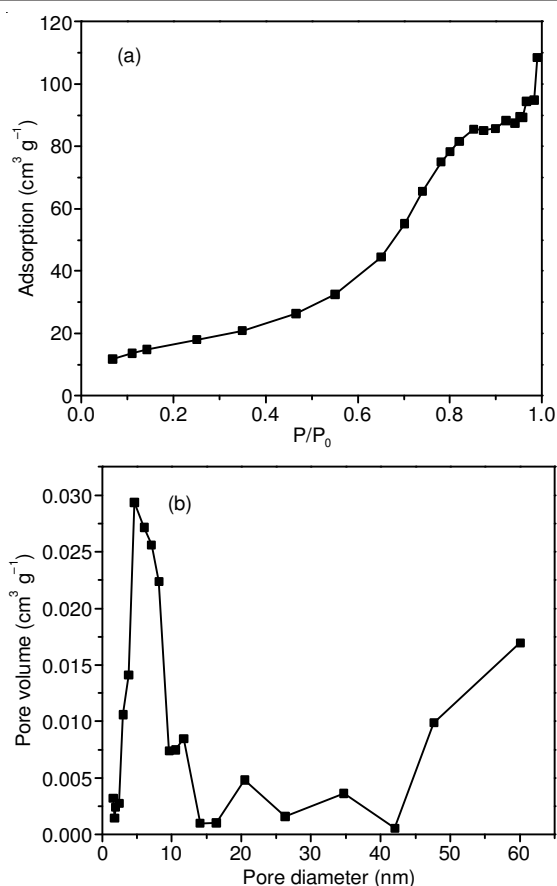 (a)
120
100
80
60
40
20
0
Adsorption (cm³ g⁻¹)
0.0 0.2 0.4 0.6 0.8 1.0
P/P₀
(b)
0.030
0.025
0.020
0.015
0.010
0.005
0.000
Pore volume (cm³ g⁻¹)
0 10 20 30 40 50 60
Pore diameter (nm)